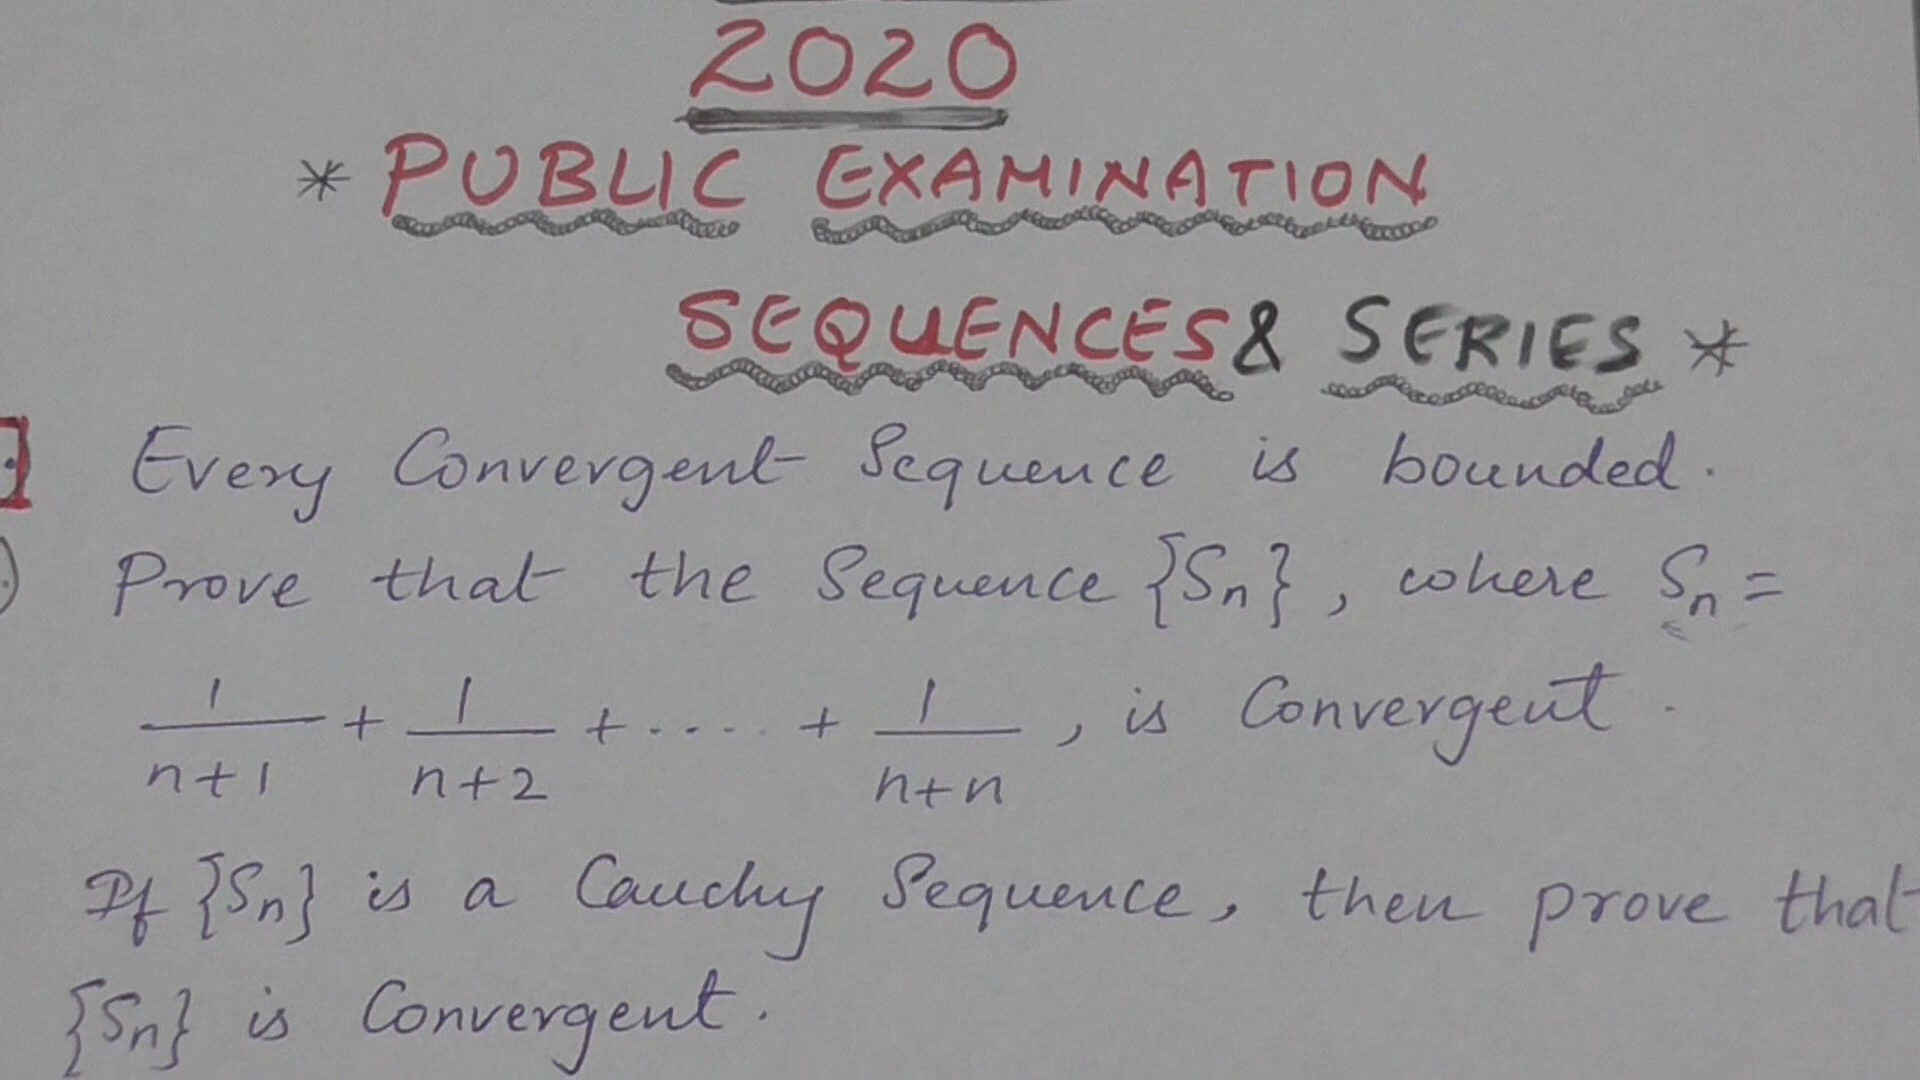 2020
* PUBLIC EXAMINATION
SEQUENCES & SERIES *
Every Convergent Sequence is bounded.
Prove that the Sequence {Sn}, where Sn =
1/(n+1) + 1/(n+2) + ..... + 1/(n+n), is Convergent.
If {Sn} is a Cauchy Sequence, then prove that
{Sn} is Convergent.